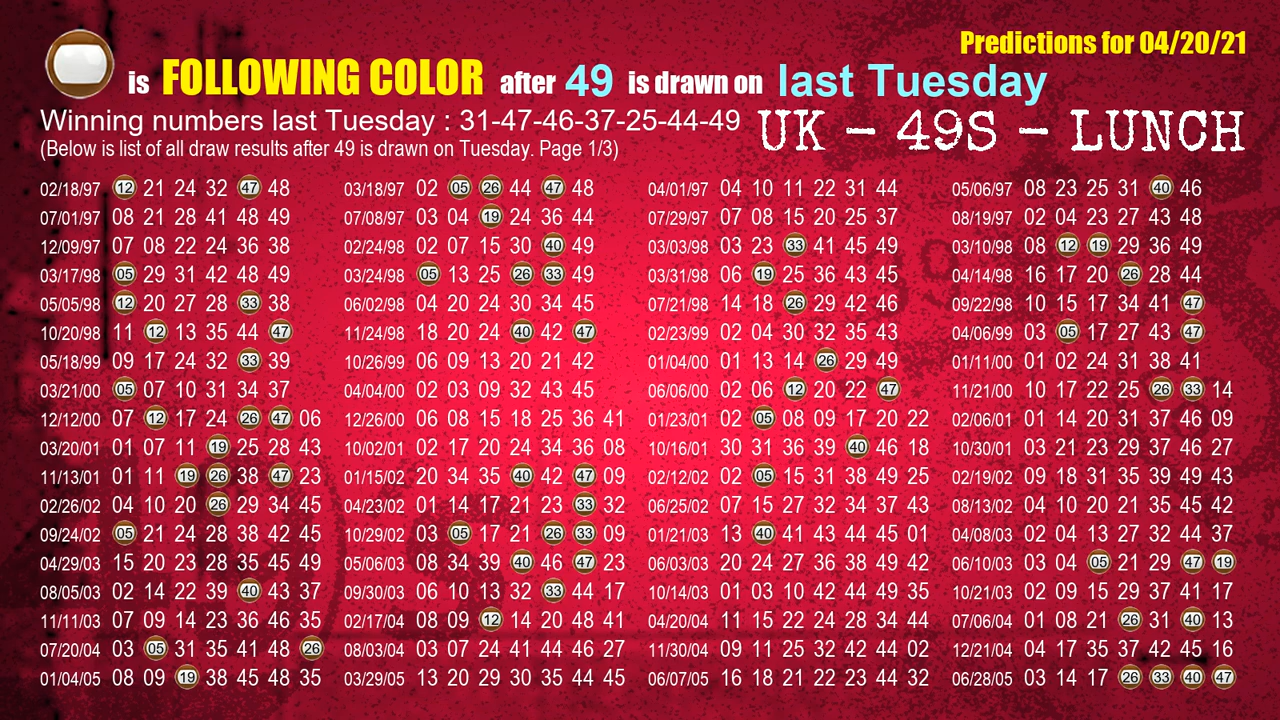 Predictions for 04/20/21
is FOLLOWING COLOR after 49 is drawn on last Tuesday
Winning numbers last Tuesday : 31-47-46-37-25-44-49
UK - 49S - LUNCH
(Below is list of all draw results after 49 is drawn on Tuesday. Page 1/3)
02/18/97 12 21 24 32 47 48 03/18/97 02 05 26 44 47 48 04/01/97 04 10 11 22 31 44 05/06/97 08 23 25 31 40 46
07/01/97 08 21 28 41 48 49 07/08/97 03 04 19 24 36 44 07/29/97 07 08 15 20 25 37 08/19/97 02 04 23 27 43 48
12/09/97 07 08 22 24 36 38 02/24/98 02 07 15 30 40 49 03/03/98 03 23 33 41 45 49 03/10/98 08 12 19 29 36 49
03/17/98 05 29 31 42 48 49 03/24/98 05 13 25 26 33 49 03/31/98 06 19 25 36 43 45 04/14/98 16 17 20 26 28 44
05/05/98 12 20 27 28 33 38 06/02/98 04 20 24 30 34 45 07/21/98 14 18 26 29 42 46 09/22/98 10 15 17 34 41 47
10/20/98 11 12 13 35 44 47 11/24/98 18 20 24 40 42 47 02/23/99 02 04 30 32 35 43 04/06/99 03 05 17 27 43 47
05/18/99 09 17 24 32 33 39 10/26/99 06 09 13 20 21 42 01/04/00 01 13 14 26 29 49 01/11/00 01 02 24 31 38 41
03/21/00 05 07 10 31 34 37 04/04/00 02 03 09 32 43 45 06/06/00 02 06 12 20 22 47 11/21/00 10 17 22 25 26 33 14
12/12/00 07 12 17 24 26 47 06 12/26/00 06 08 15 18 25 36 41 01/23/01 02 05 08 09 17 20 22 02/06/01 01 14 20 31 37 46 09
03/20/01 01 07 11 19 25 28 43 10/02/01 02 17 20 24 34 36 08 10/16/01 30 31 36 39 40 46 18 10/30/01 03 21 23 29 37 46 27
11/13/01 01 11 19 26 38 47 23 01/15/02 20 34 35 40 42 47 09 02/12/02 02 05 15 31 38 49 25 02/19/02 09 18 31 35 39 49 43
02/26/02 04 10 20 26 29 34 45 04/23/02 01 14 17 21 23 33 32 06/25/02 07 15 27 32 34 37 43 08/13/02 04 10 20 21 35 45 42
09/24/02 05 21 24 28 38 42 45 10/29/02 03 05 17 21 26 33 09 01/21/03 13 40 41 43 44 45 01 04/08/03 02 04 13 27 32 44 37
04/29/03 15 20 23 28 35 45 49 05/06/03 08 34 39 40 46 47 23 06/03/03 20 24 27 36 38 49 42 06/10/03 03 04 05 21 29 47 19
08/05/03 02 14 22 39 40 43 37 09/30/03 06 10 13 32 33 44 17 10/14/03 01 03 10 42 44 49 35 10/21/03 02 09 15 29 37 41 17
11/11/03 07 09 14 23 36 46 35 02/17/04 08 09 12 14 20 48 41 04/20/04 11 15 22 24 28 34 44 07/06/04 01 08 21 26 31 40 13
07/20/04 03 05 31 35 41 48 26 08/03/04 03 07 24 41 44 46 27 11/30/04 09 11 25 32 42 44 02 12/21/04 04 17 35 37 42 45 16
01/04/05 08 09 19 38 45 48 35 03/29/05 13 20 29 30 35 44 45 06/07/05 16 18 21 22 23 44 32 06/28/05 03 14 17 26 33 40 47